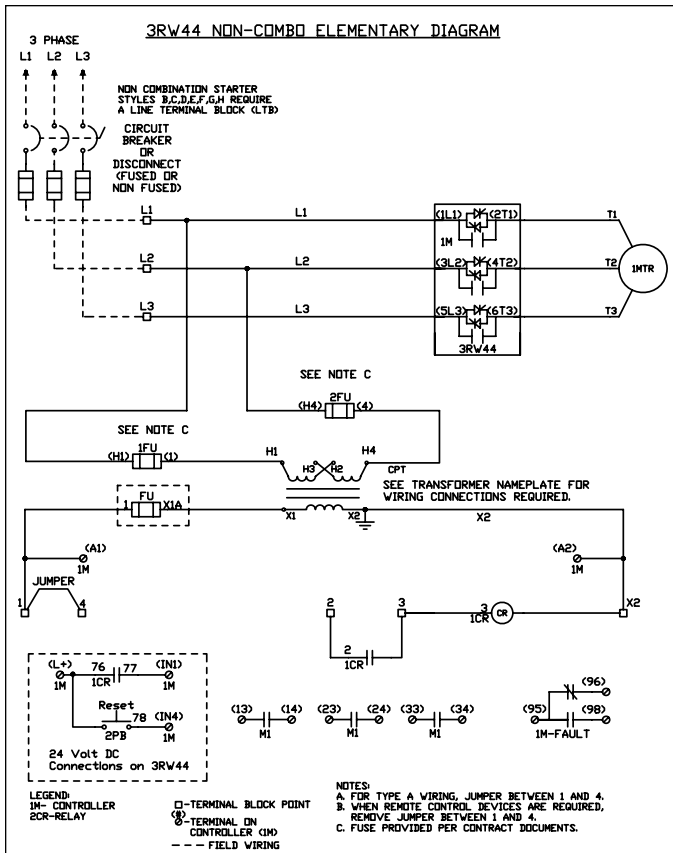 3RW44 NON-COMBO ELEMENTARY DIAGRAM
3 PHASE
L1 L2 L3
NON COMBINATION STARTER
STYLES B,C,D,E,F,G,H REQUIRE
A LINE TERMINAL BLOCK (LTB)
CIRCUIT
BREAKER
OR
DISCONNECT
(FUSED OR
NON FUSED)
L1 L1 (1L1) (2T1) T1
1M
L2 L2 (3L2) (4T2) T2 1MTR
L3 L3 (5L3) (6T3) T3
3RW44
SEE NOTE C
2FU
(H4) (4)
SEE NOTE C
1FU
(H1) (1) H1 H3 H2 H4
CPT
SEE TRANSFORMER NAMEPLATE FOR
WIRING CONNECTIONS REQUIRED.
FU
1 X1A X1 X2 X2
(A1) (A2)
1M 1M
JUMPER
1 4 2 3 3 CR X2
1CR
2
1CR
(L+) 76 77 (IN1)
1M 1CR 1M
Reset
78 (IN4)
2PB 1M
24 Volt DC
Connections on 3RW44
(13) (14) (23) (24) (33) (34)
M1 M1 M1
(96)
(95) (98)
1M-FAULT
LEGEND:
1M- CONTROLLER
2CR-RELAY
□-TERMINAL BLOCK POINT
(#)
-TERMINAL ON
CONTROLLER (1M)
--- FIELD WIRING
NOTES:
A. FOR TYPE A WIRING, JUMPER BETWEEN 1 AND 4.
B. WHEN REMOTE CONTROL DEVICES ARE REQUIRED,
REMOVE JUMPER BETWEEN 1 AND 4.
C. FUSE PROVIDED PER CONTRACT DOCUMENTS.